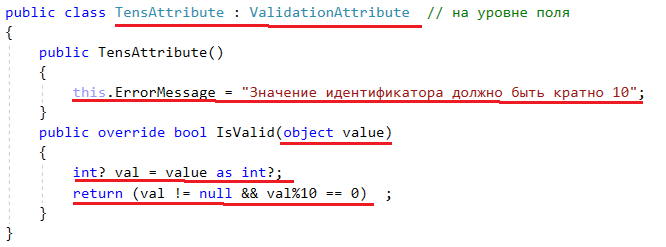 public class TensAttribute : ValidationAttribute // на уровне поля
{
public TensAttribute()
{
this.ErrorMessage = "Значение идентификатора должно быть кратно 10";
}
public override bool IsValid(object value)
{
int? val = value as int?;
return (val != null && val%10 == 0) ;
}
}